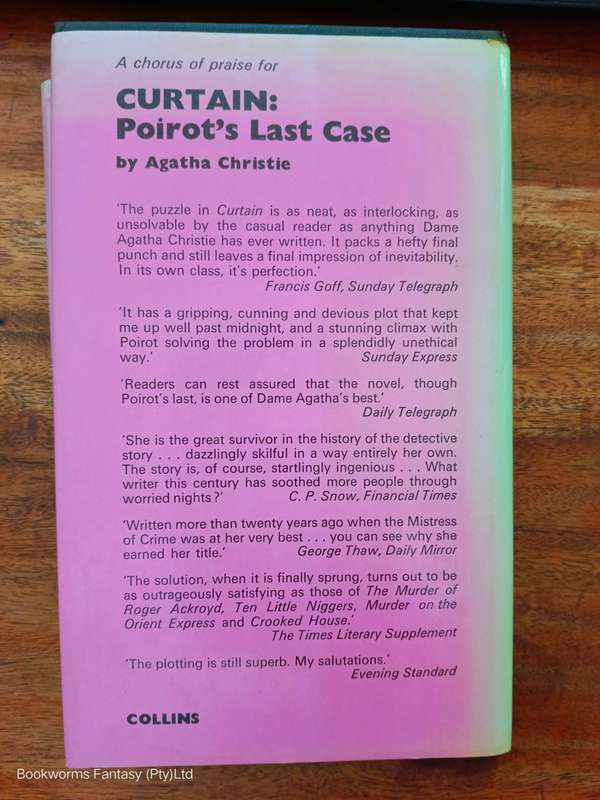 A chorus of praise for
CURTAIN:
Poirot's Last Case
by Agatha Christie
'The puzzle in Curtain is as neat, as interlocking, as
unsolvable by the casual reader as anything Dame
Agatha Christie has ever written. It packs a hefty final
punch and still leaves a final impression of inevitability.
In its own class, it's perfection.'
Francis Goff, Sunday Telegraph
'It has a gripping, cunning and devious plot that kept
me up well past midnight, and a stunning climax with
Poirot solving the problem in a splendidly unethical
way.' Sunday Express
'Readers can rest assured that the novel, though
Poirot's last, is one of Dame Agatha's best.'
Daily Telegraph
'She is the great survivor in the history of the detective
story . . . dazzlingly skilful in a way entirely her own.
The story is, of course, startlingly ingenious . . . What
writer this century has soothed more people through
worried nights?' C. P. Snow, Financial Times
'Written more than twenty years ago when the Mistress
of Crime was at her very best . . . you can see why she
earned her title.' George Thaw, Daily Mirror
'The solution, when it is finally sprung, turns out to be
as outrageously satisfying as those of The Murder of
Roger Ackroyd, Ten Little Niggers, Murder on the
Orient Express and Crooked House.'
The Times Literary Supplement
'The plotting is still superb. My salutations.'
Evening Standard
COLLINS
Bookworms Fantasy (Pty)Ltd